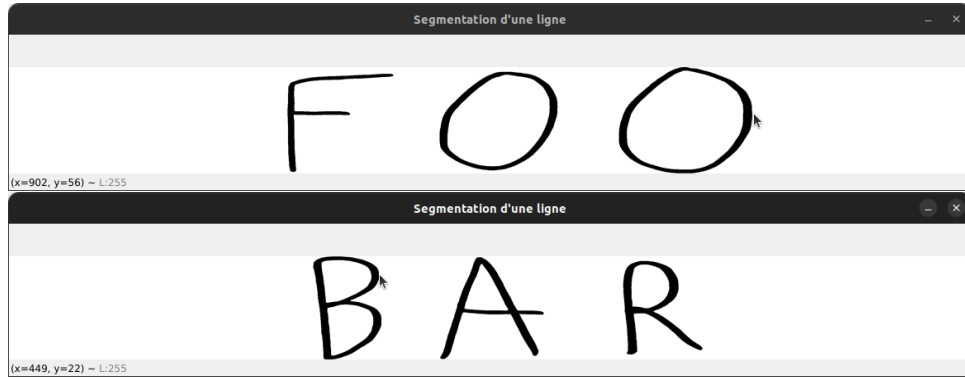 Segmentation d'une ligne
FOO
(x=902, y=56) ~ L:255
Segmentation d'une ligne
BAR
(x=449, y=22) ~ L:255